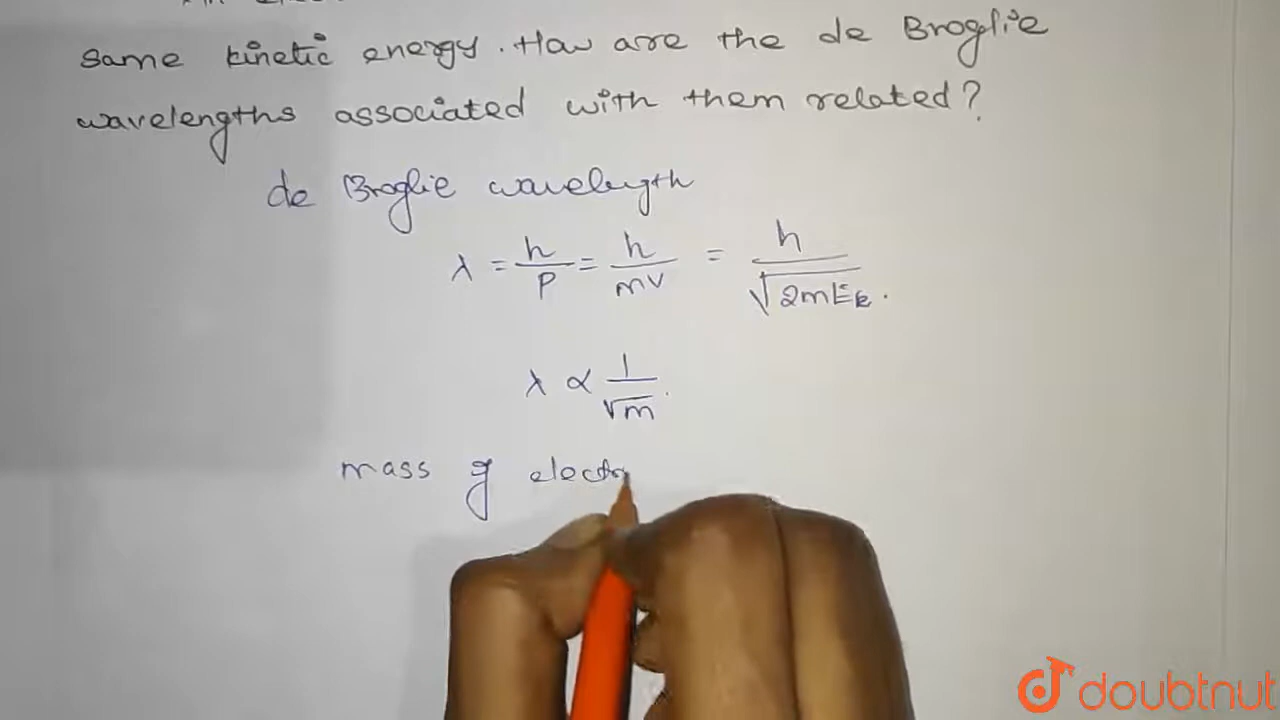 same kinetic energy. How are the de Broglie
wavelengths associated with them related?
de Broglie wavelength
λ = h/P = h/mv = h/√2mEk.
λ ∝ 1/√m.
mass of electr
doubtnut